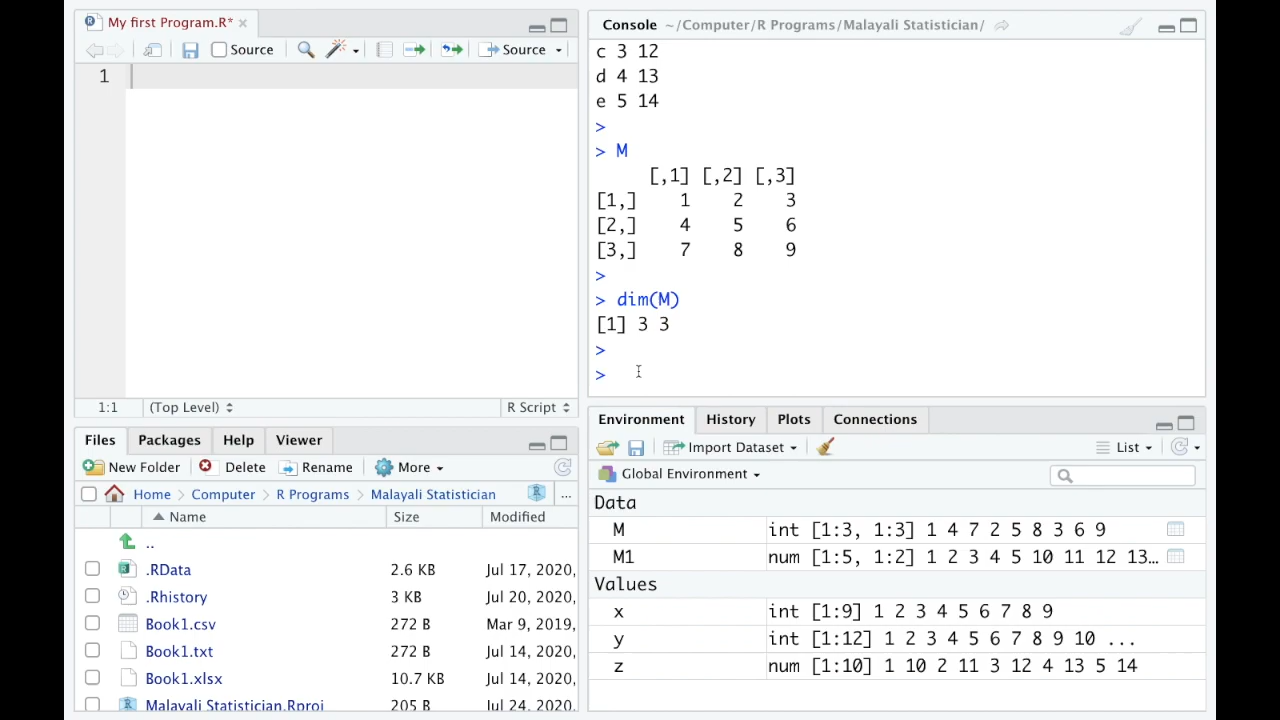 My first Program.R*
Source
Source
1
1:1 (Top Level) R Script
Console ~/Computer/R Programs/Malayali Statistician/
c 3 12
d 4 13
e 5 14
>
> M
[,1] [,2] [,3]
[1,] 1 2 3
[2,] 4 5 6
[3,] 7 8 9
>
> dim(M)
[1] 3 3
>
>
Files Packages Help Viewer
New Folder Delete Rename More
Home > Computer > R Programs > Malayali Statistician ...
Name Size Modified
..
.RData 2.6 KB Jul 17, 2020,
.Rhistory 3 KB Jul 20, 2020,
Book1.csv 272 B Mar 9, 2019,
Book1.txt 272 B Jul 14, 2020,
Book1.xlsx 10.7 KB Jul 14, 2020,
Malayali Statistician.Rproj 205 B Jul 24, 2020,
Environment History Plots Connections
Import Dataset List
Global Environment
Data
M int [1:3, 1:3] 1 4 7 2 5 8 3 6 9
M1 num [1:5, 1:2] 1 2 3 4 5 10 11 12 13…
Values
x int [1:9] 1 2 3 4 5 6 7 8 9
y int [1:12] 1 2 3 4 5 6 7 8 9 10 ...
z num [1:10] 1 10 2 11 3 12 4 13 5 14